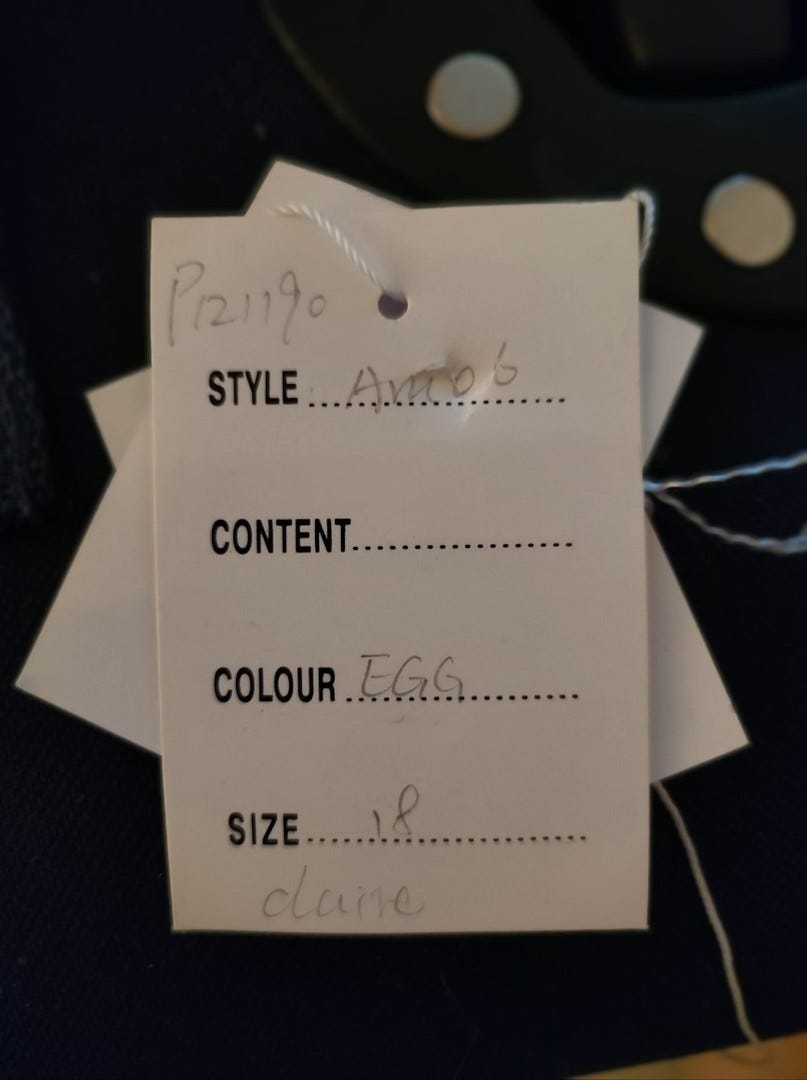 P121190
STYLE
CONTENT..................
COLOUR EGG
SIZE 18
claire